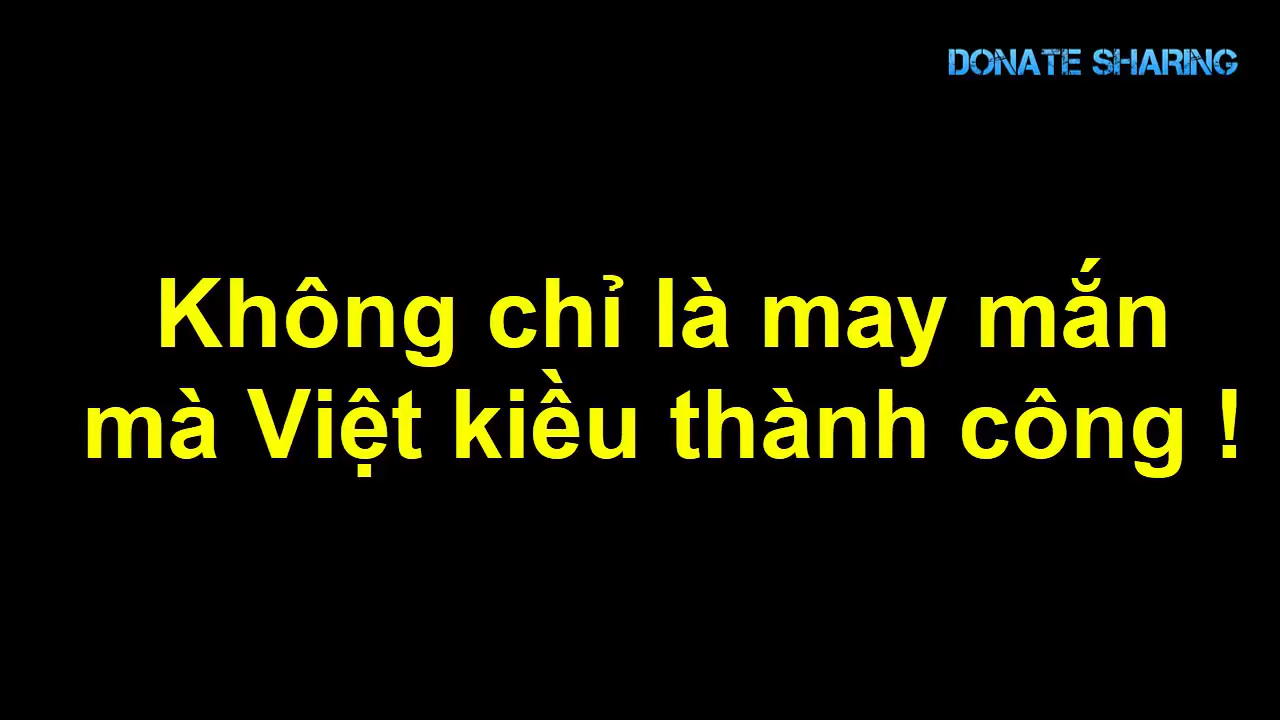 DONATE SHARING
Không chỉ là may mắn
mà Việt kiều thành công !